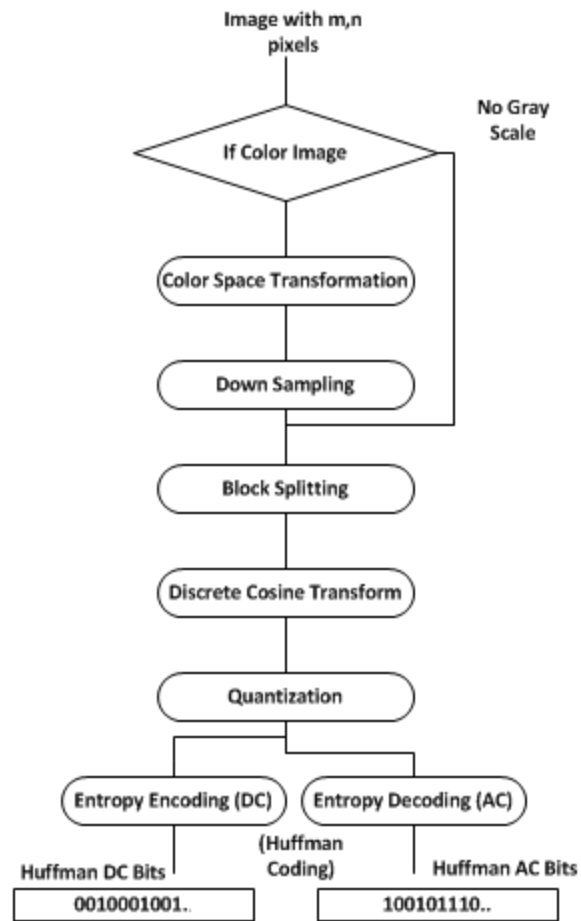 Image with m,n
pixels
No Gray
Scale
If Color Image
Color Space Transformation
Down Sampling
Block Splitting
Discrete Cosine Transform
Quantization
Entropy Encoding (DC)
Entropy Decoding (AC)
(Huffman
Coding)
Huffman DC Bits
Huffman AC Bits
0010001001..
100101110..